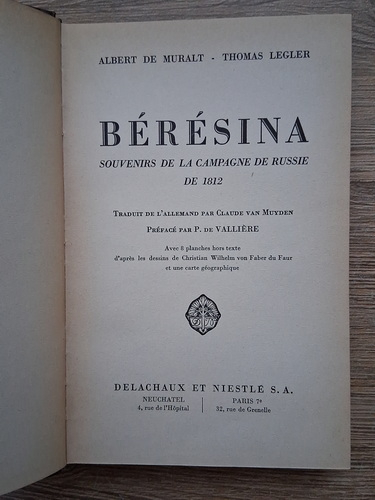 ALBERT DE MURALT - THOMAS LEGLER
BÉRÉSINA
SOUVENIRS DE LA CAMPAGNE DE RUSSIE
DE 1812
TRADUIT DE L'ALLEMAND PAR CLAUDE VAN MUYDEN
PRÉFACÉ PAR P. DE VALLIÈRE
Avec 8 planches hors texte
d'après les dessins de Christian Wilhelm von Faber du Faur
et une carte géographique
DELACHAUX ET NIESTLÉ S. A.
NEUCHATEL
4, rue de l'Hôpital
PARIS 7e
32, rue de Grenelle